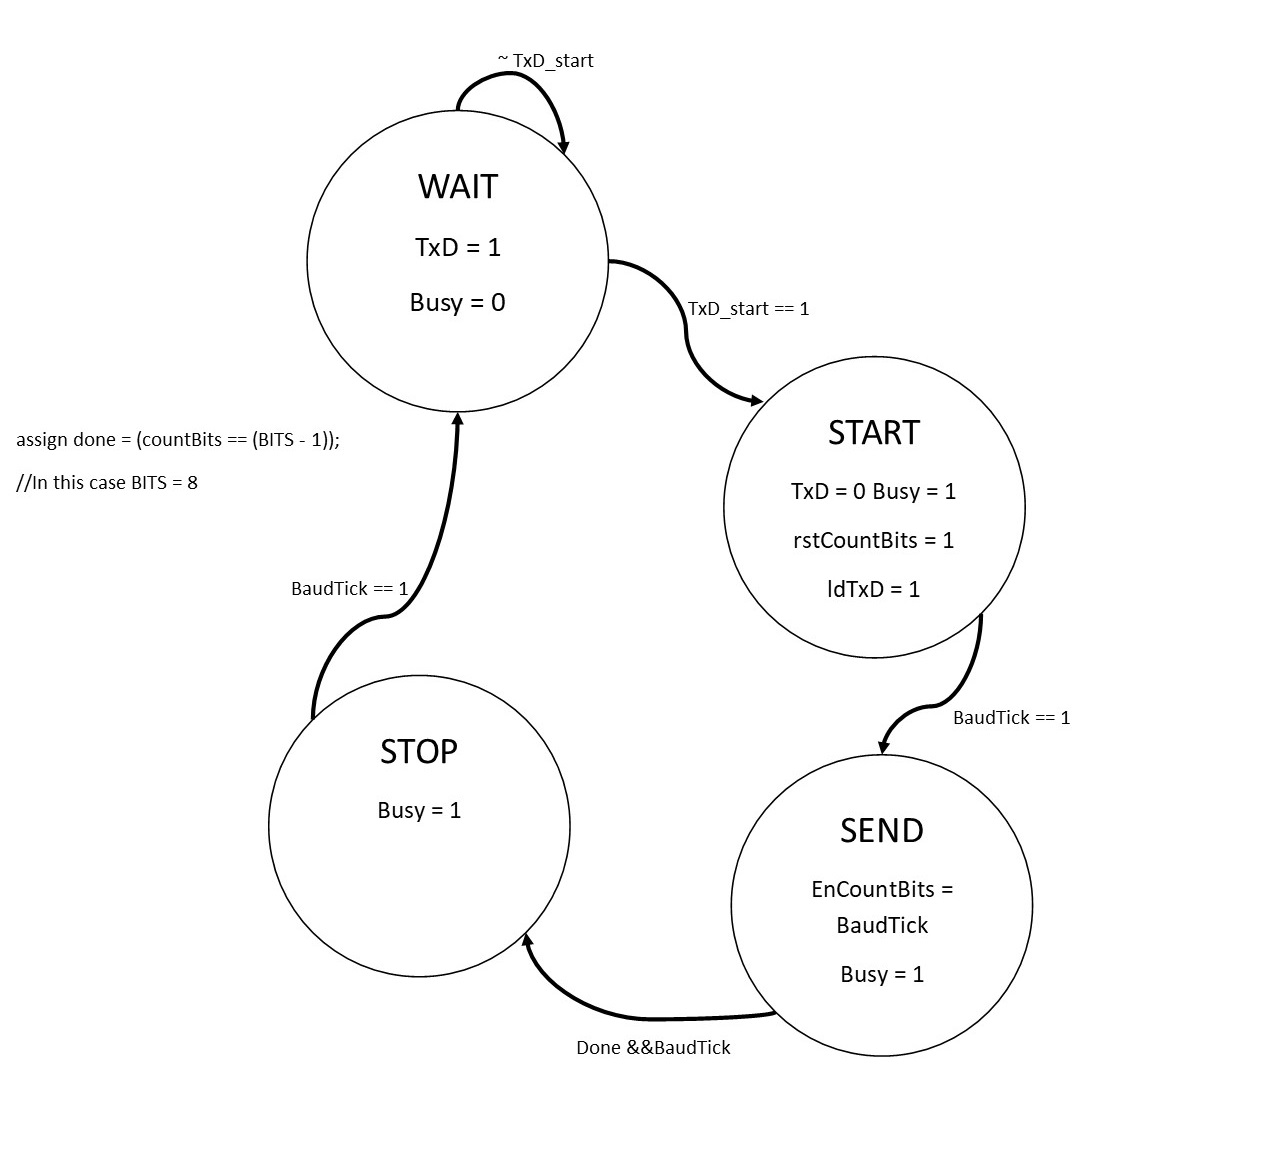 ~ TxD_start
WAIT
TxD = 1
Busy = 0
TxD_start == 1
START
TxD = 0 Busy = 1
rstCountBits = 1
ldTxD = 1
assign done = (countBits == (BITS - 1));
//In this case BITS = 8
BaudTick == 1
BaudTick == 1
STOP
Busy = 1
SEND
EnCountBits =
BaudTick
Busy = 1
Done &&BaudTick